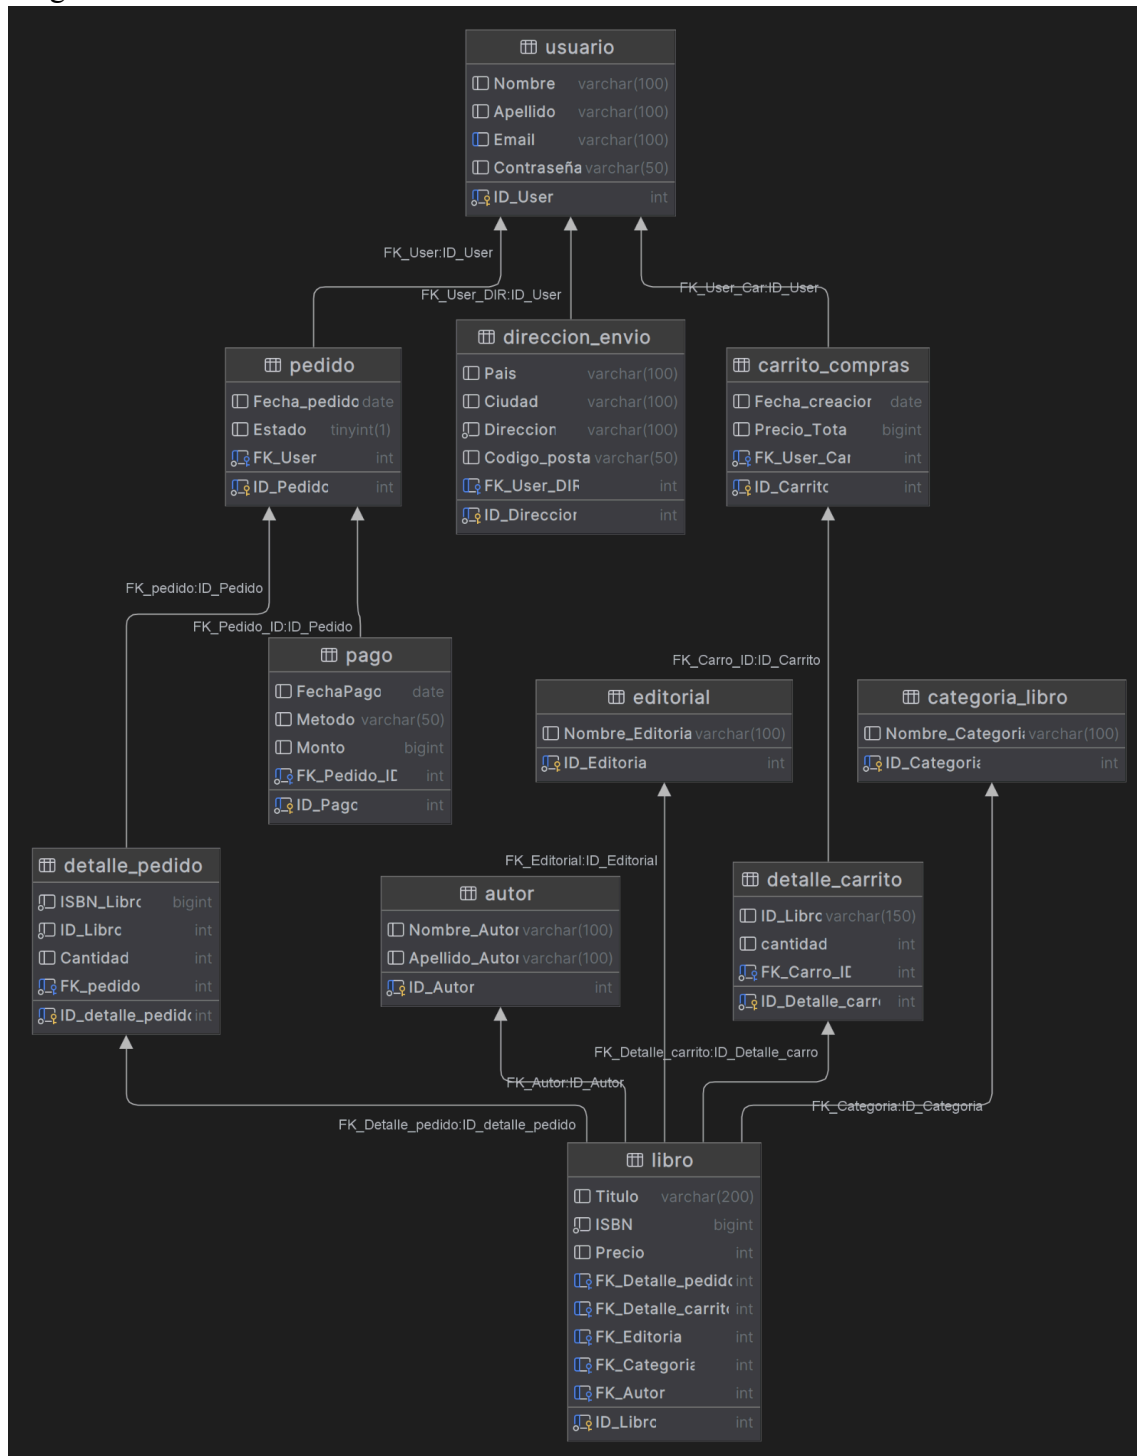 usuario
Nombre varchar(100)
Apellido varchar(100)
Email varchar(100)
Contraseña varchar(50)
ID_User int
FK_User:ID_User
FK_User_DIR:ID_User
FK_User_Car:ID_User
pedido
Fecha_pedido date
Estado tinyint(1)
FK_User int
ID_Pedido int
direccion_envio
Pais varchar(100)
Ciudad varchar(100)
Direccion varchar(100)
Codigo_posta varchar(50)
FK_User_DIR int
ID_Direccion int
carrito_compras
Fecha_creacion date
Precio_Tota bigint
FK_User_Car int
ID_Carrito int
FK_pedido:ID_Pedido
FK_Pedido_ID:ID_Pedido
pago
FechaPago date
Metodo varchar(50)
Monto bigint
FK_Pedido_ID int
ID_Pago int
FK_Carro_ID:ID_Carrito
editorial
Nombre_Editoria varchar(100)
ID_Editoria int
categoria_libro
Nombre_Categoria varchar(100)
ID_Categoria int
detalle_pedido
ISBN_Libro bigint
ID_Libro int
Cantidad int
FK_pedido int
ID_detalle_pedido int
FK_Editorial:ID_Editorial
autor
Nombre_Autor varchar(100)
Apellido_Autor varchar(100)
ID_Autor int
detalle_carrito
ID_Libro varchar(150)
cantidad int
FK_Carro_ID int
ID_Detalle_carro int
FK_Detalle_carrito:ID_Detalle_carro
FK_Autor:ID_Autor
FK_Categoria:ID_Categoria
FK_Detalle_pedido:ID_detalle_pedido
libro
Titulo varchar(200)
ISBN bigint
Precio int
FK_Detalle_pedido int
FK_Detalle_carrito int
FK_Editoria int
FK_Categoria int
FK_Autor int
ID_Libro int